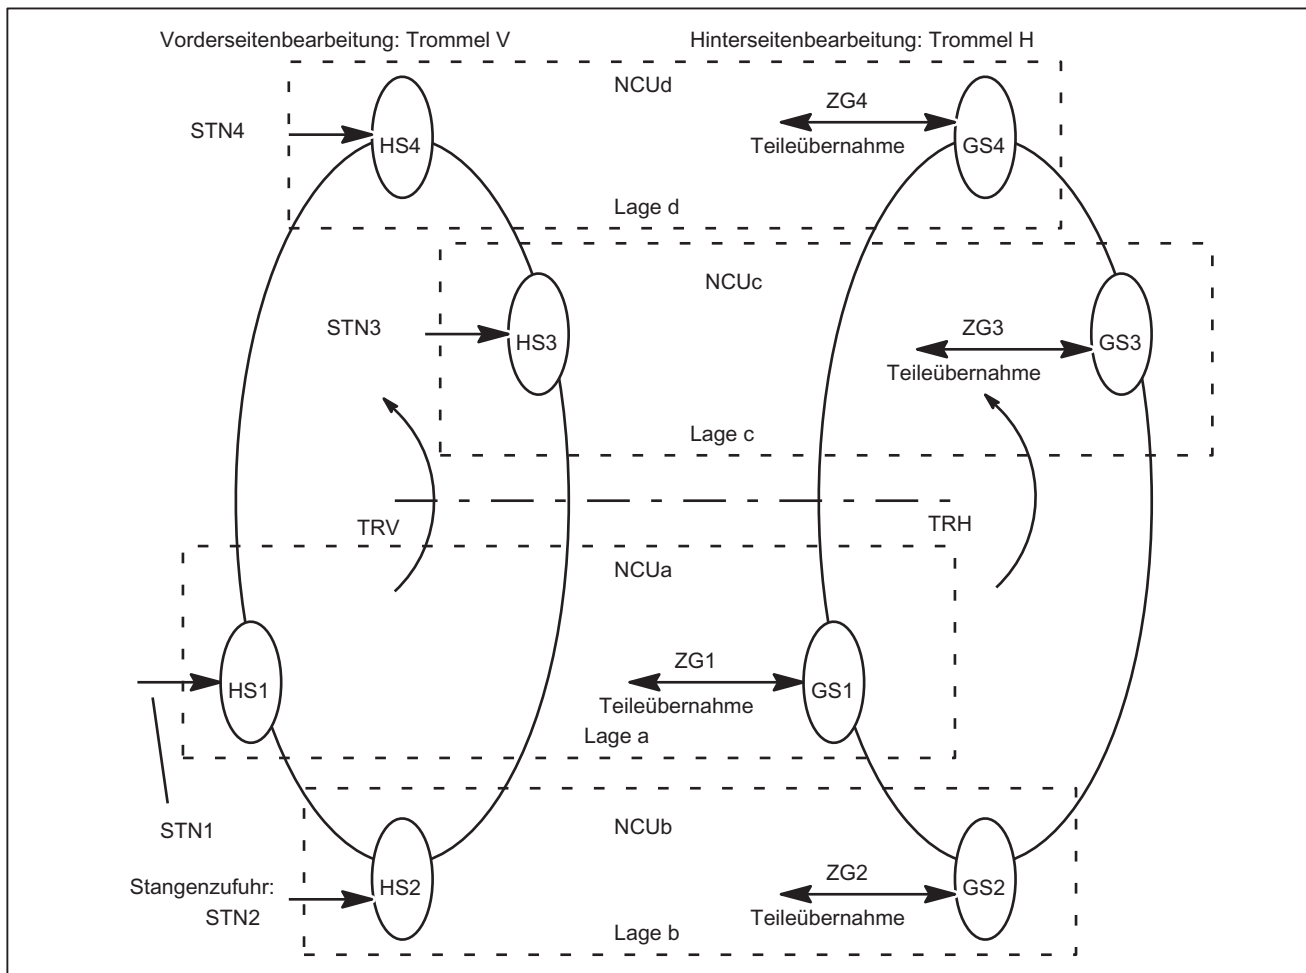 Vorderseitenbearbeitung: Trommel V
Hinterseitenbearbeitung: Trommel H
NCUd
ZG4
STN4
HS4
Teileübernahme
GS4
Lage d
NCUc
STN3
HS3
ZG3
GS3
Teileübernahme
Lage c
TRV
TRH
NCUa
HS1
ZG1
GS1
Teileübernahme
Lage a
STN1
NCUb
Stangenzufuhr:
STN2
HS2
ZG2
GS2
Teileübernahme
Lage b